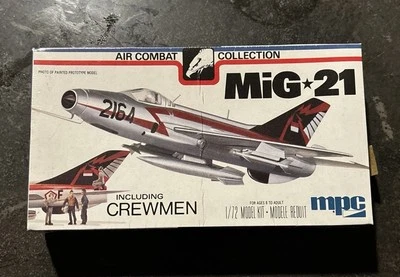 AIR COMBAT COLLECTION
PHOTO OF PAINTED PROTOTYPE MODEL
MiG★21
2164
INCLUDING
CREWMEN
FOR AGES 8 TO ADULT
1/72 MODEL KIT • MODELE REDUIT
mpc